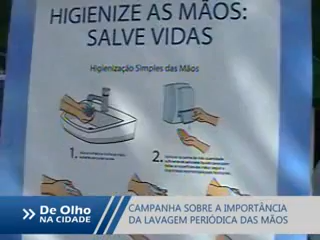 HIGIENIZE AS MÃOS:
SALVE VIDAS
Higienização Simples das Mãos
1.
2.
De Olho
NA CIDADE
CAMPANHA SOBRE A IMPORTÂNCIA
DA LAVAGEM PERIÓDICA DAS MÃOS